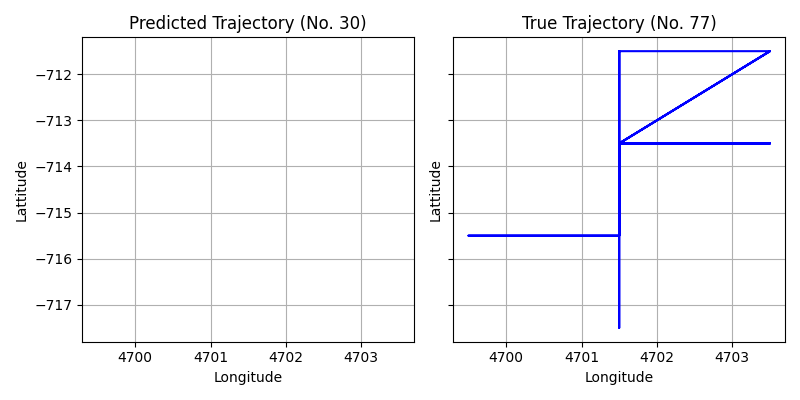 Predicted Trajectory (No. 30)
True Trajectory (No. 77)
−712
−713
−714
−715
−716
−717
Lattitude
Lattitude
4700
4701
4702
4703
4700
4701
4702
4703
Longitude
Longitude